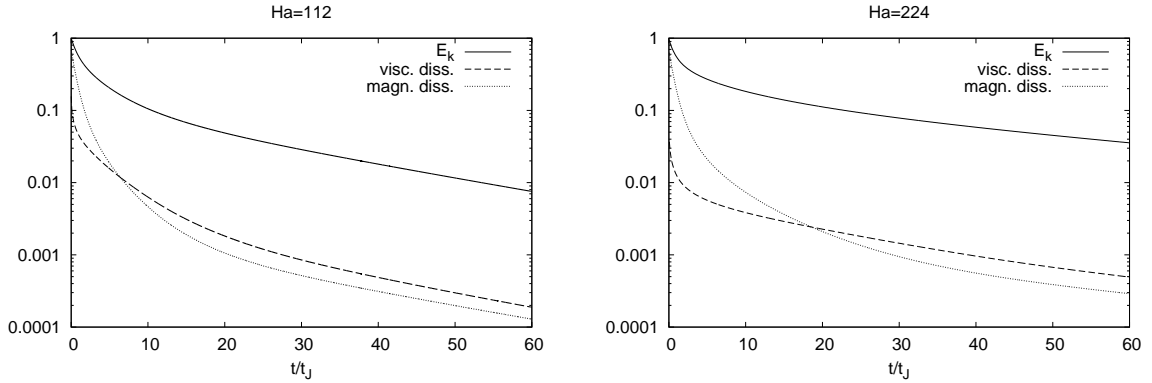 Ha=112
1
0.1
0.01
0.001
0.0001
E_k
visc. diss.
magn. diss.
0 10 20 30 40 50 60
t/t_J
Ha=224
1
0.1
0.01
0.001
0.0001
E_k
visc. diss.
magn. diss.
0 10 20 30 40 50 60
t/t_J